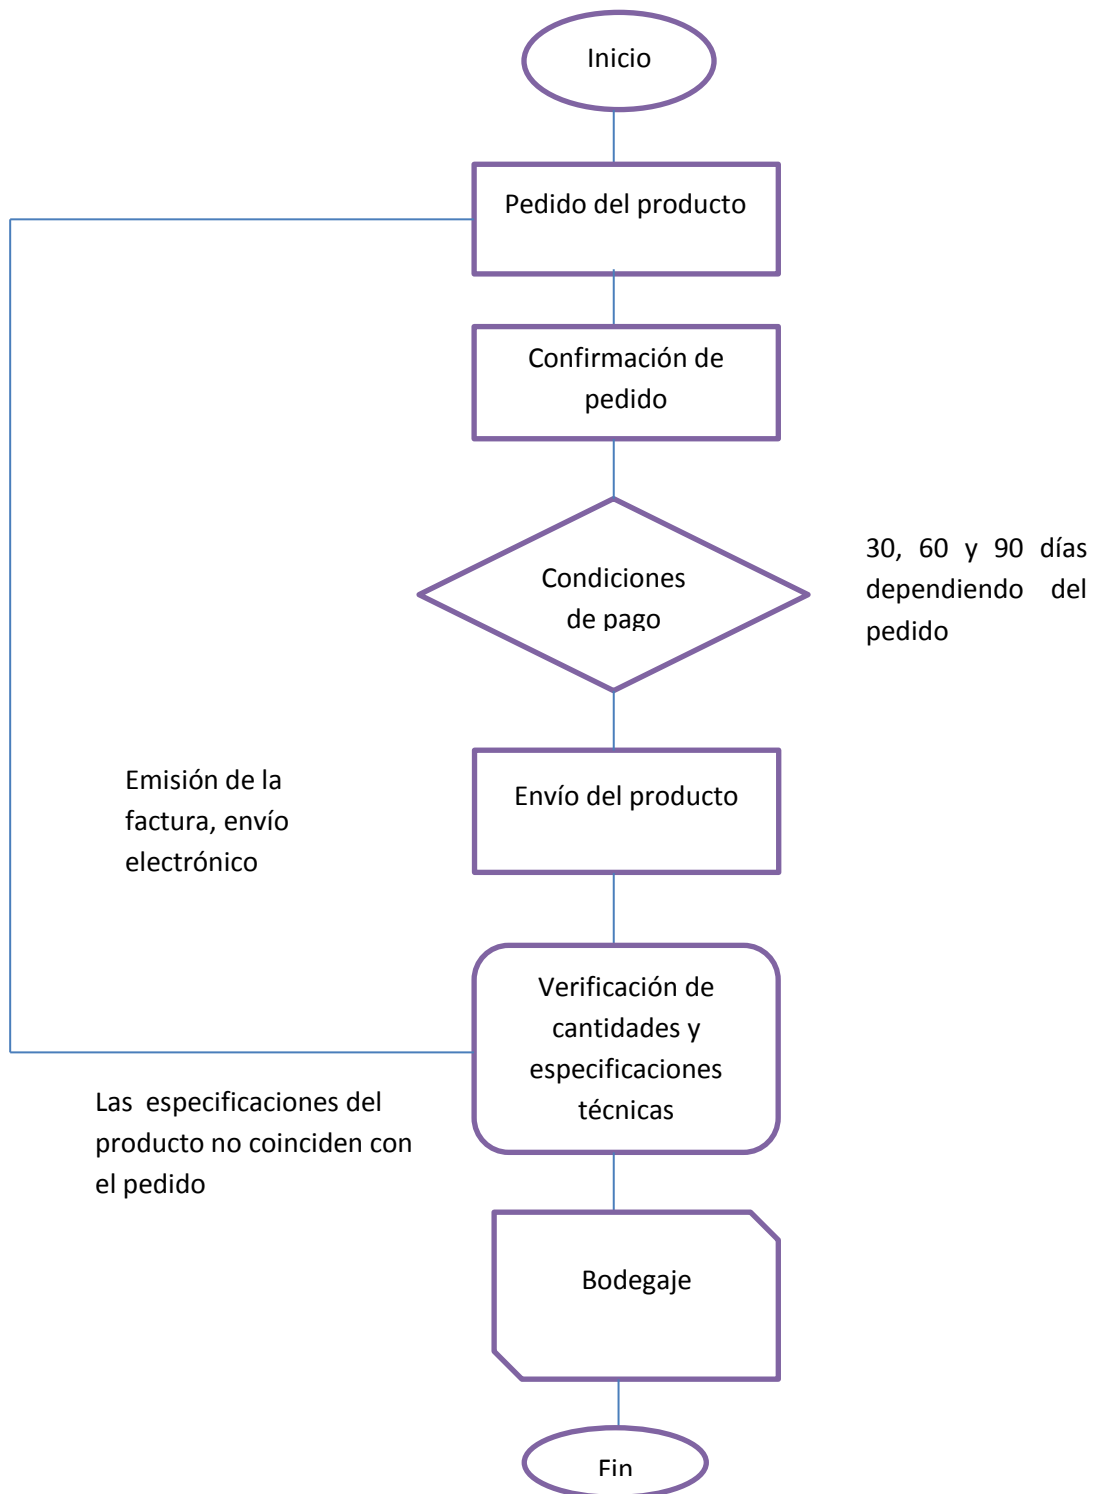 Inicio
Pedido del producto
Confirmación de
pedido
Condiciones
de pago
30, 60 y 90 días
dependiendo del
pedido
Envío del producto
Emisión de la
factura, envío
electrónico
Verificación de
cantidades y
especificaciones
técnicas
Las especificaciones del
producto no coinciden con
el pedido
Bodegaje
Fin